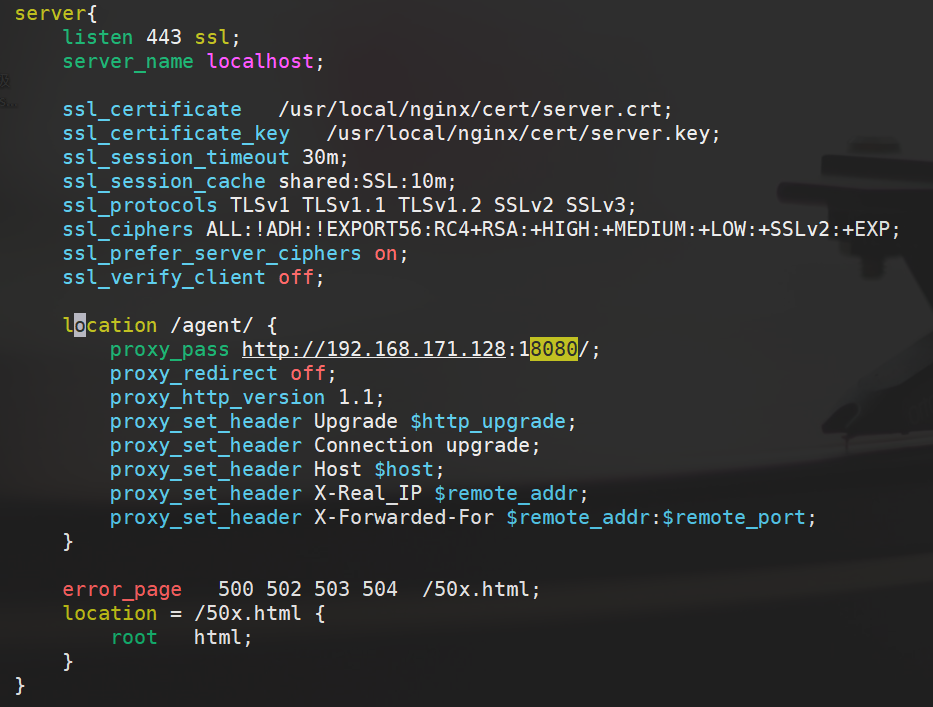 server{
listen 443 ssl;
server_name localhost;
ssl_certificate /usr/local/nginx/cert/server.crt;
ssl_certificate_key /usr/local/nginx/cert/server.key;
ssl_session_timeout 30m;
ssl_session_cache shared:SSL:10m;
ssl_protocols TLSv1 TLSv1.1 TLSv1.2 SSLv2 SSLv3;
ssl_ciphers ALL:!ADH:!EXPORT56:RC4+RSA:+HIGH:+MEDIUM:+LOW:+SSLv2:+EXP;
ssl_prefer_server_ciphers on;
ssl_verify_client off;
location /agent/ {
proxy_pass http://192.168.171.128:18080/;
proxy_redirect off;
proxy_http_version 1.1;
proxy_set_header Upgrade $http_upgrade;
proxy_set_header Connection upgrade;
proxy_set_header Host $host;
proxy_set_header X-Real_IP $remote_addr;
proxy_set_header X-Forwarded-For $remote_addr:$remote_port;
}
error_page 500 502 503 504 /50x.html;
location = /50x.html {
root html;
}
}